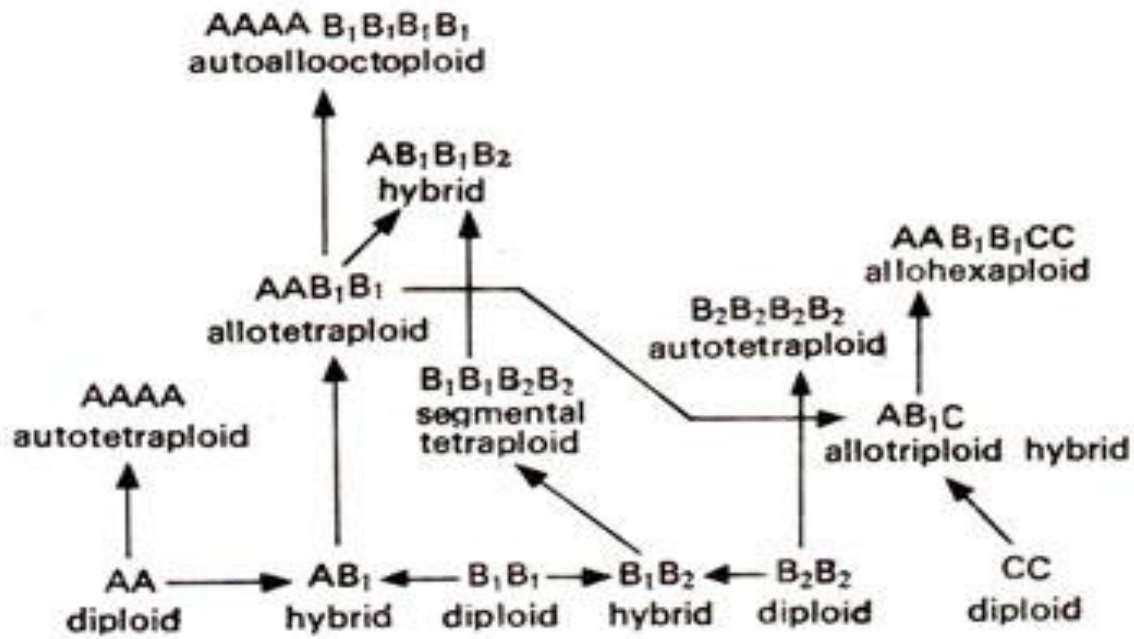 AAAA B₁B₁B₁B₁
autoallooctoploid
AB₁B₁B₂
hybrid
AAB₁B₁
allotetraploid
AA B₁B₁CC
allohexaploid
B₂B₂B₂B₂
autotetraploid
B₁B₁B₂B₂
segmental
tetraploid
AAAA
autotetraploid
AB₁C
allotriploid hybrid
AA
diploid
AB₁
hybrid
B₁B₁
diploid
B₁B₂
hybrid
B₂B₂
diploid
CC
diploid